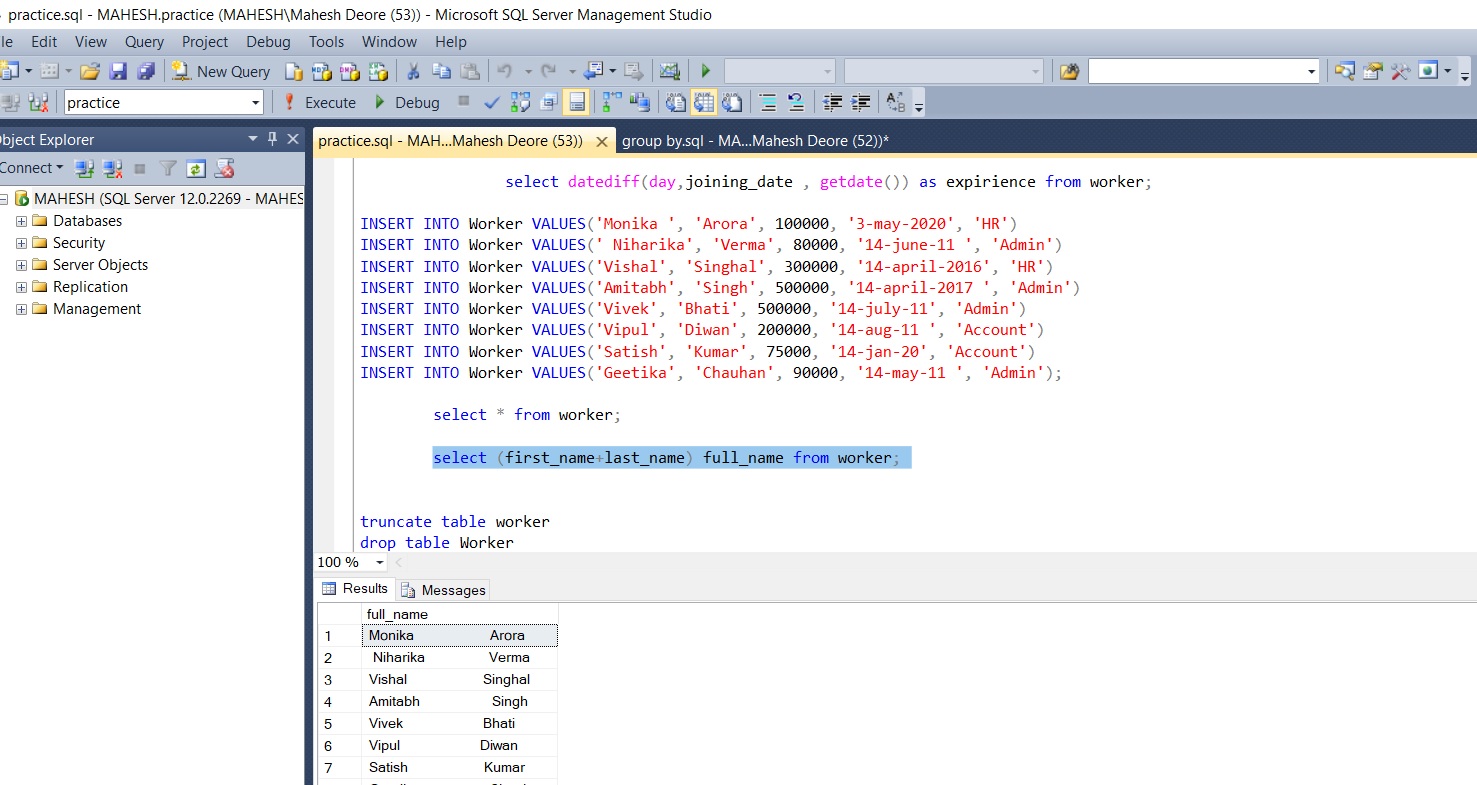 practice.sql - MAHESH.practice (MAHESH\Mahesh Deore (53)) - Microsoft SQL Server Management Studio
le Edit View Query Project Debug Tools Window Help
New Query
practice Execute Debug
bject Explorer
practice.sql - MAH...Mahesh Deore (53)) group by.sql - MA...Mahesh Deore (52))*
Connect
MAHESH (SQL Server 12.0.2269 - MAHES
Databases
Security
Server Objects
Replication
Management
select datediff(day,joining_date , getdate()) as expirience from worker;
INSERT INTO Worker VALUES('Monika ', 'Arora', 100000, '3-may-2020', 'HR')
INSERT INTO Worker VALUES(' Niharika', 'Verma', 80000, '14-june-11 ', 'Admin')
INSERT INTO Worker VALUES('Vishal', 'Singhal', 300000, '14-april-2016', 'HR')
INSERT INTO Worker VALUES('Amitabh', 'Singh', 500000, '14-april-2017 ', 'Admin')
INSERT INTO Worker VALUES('Vivek', 'Bhati', 500000, '14-july-11', 'Admin')
INSERT INTO Worker VALUES('Vipul', 'Diwan', 200000, '14-aug-11 ', 'Account')
INSERT INTO Worker VALUES('Satish', 'Kumar', 75000, '14-jan-20', 'Account')
INSERT INTO Worker VALUES('Geetika', 'Chauhan', 90000, '14-may-11 ', 'Admin');
select * from worker;
select (first_name+last_name) full_name from worker;
truncate table worker
drop table Worker
100 %
Results Messages
full_name
1 Monika Arora
2 Niharika Verma
3 Vishal Singhal
4 Amitabh Singh
5 Vivek Bhati
6 Vipul Diwan
7 Satish Kumar